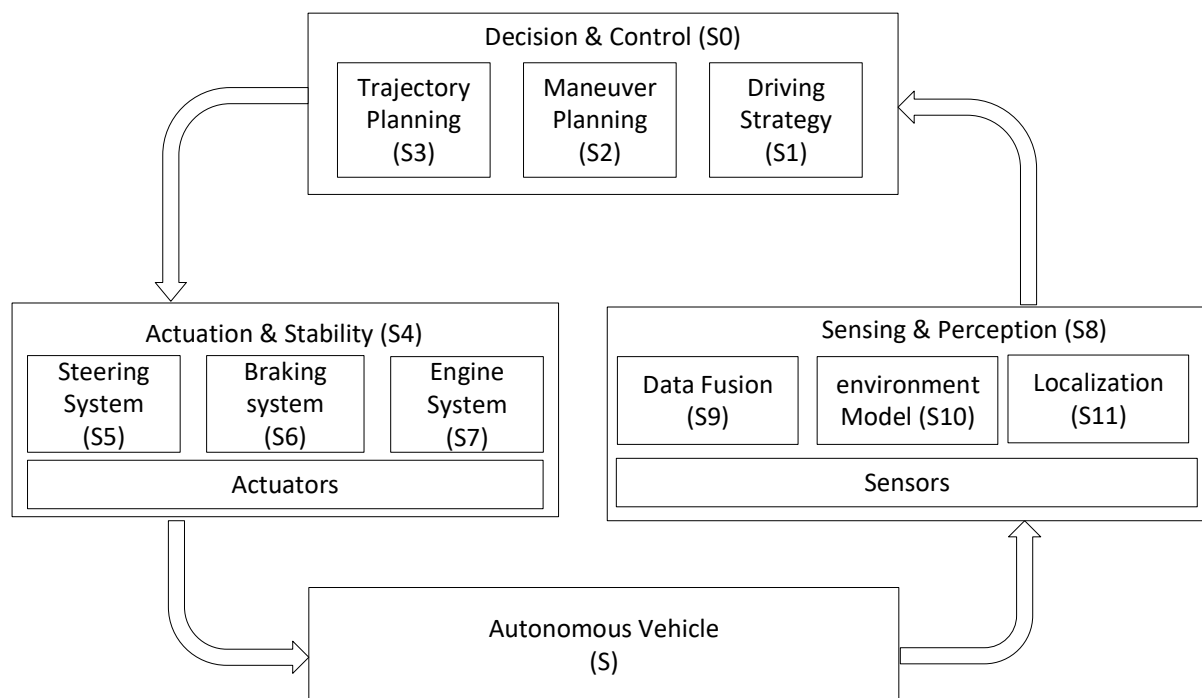 Decision & Control (S0)
Trajectory
Planning
(S3)
Maneuver
Planning
(S2)
Driving
Strategy
(S1)
Actuation & Stability (S4)
Steering
System
(S5)
Braking
system
(S6)
Engine
System
(S7)
Actuators
Sensing & Perception (S8)
Data Fusion
(S9)
environment
Model (S10)
Localization
(S11)
Sensors
Autonomous Vehicle
(S)